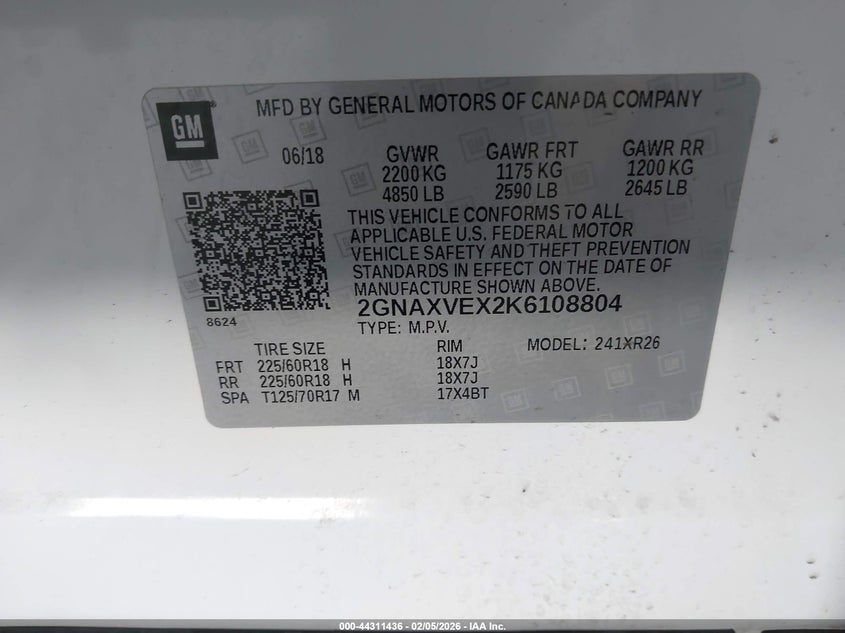 GM
MFD BY GENERAL MOTORS OF CANADA COMPANY
06/18 GVWR GAWR FRT GAWR RR
2200 KG 1175 KG 1200 KG
4850 LB 2590 LB 2645 LB
THIS VEHICLE CONFORMS TO ALL
APPLICABLE U.S. FEDERAL MOTOR
VEHICLE SAFETY AND THEFT PREVENTION
STANDARDS IN EFFECT ON THE DATE OF
MANUFACTURE SHOWN ABOVE.
8624
2GNAXVEX2K6108804
TYPE: M.P.V.
TIRE SIZE RIM MODEL: 241XR26
FRT 225/60R18 H 18X7J
RR 225/60R18 H 18X7J
SPA T125/70R17 M 17X4BT
000-44311436 - 02/05/2026 - IAA Inc.